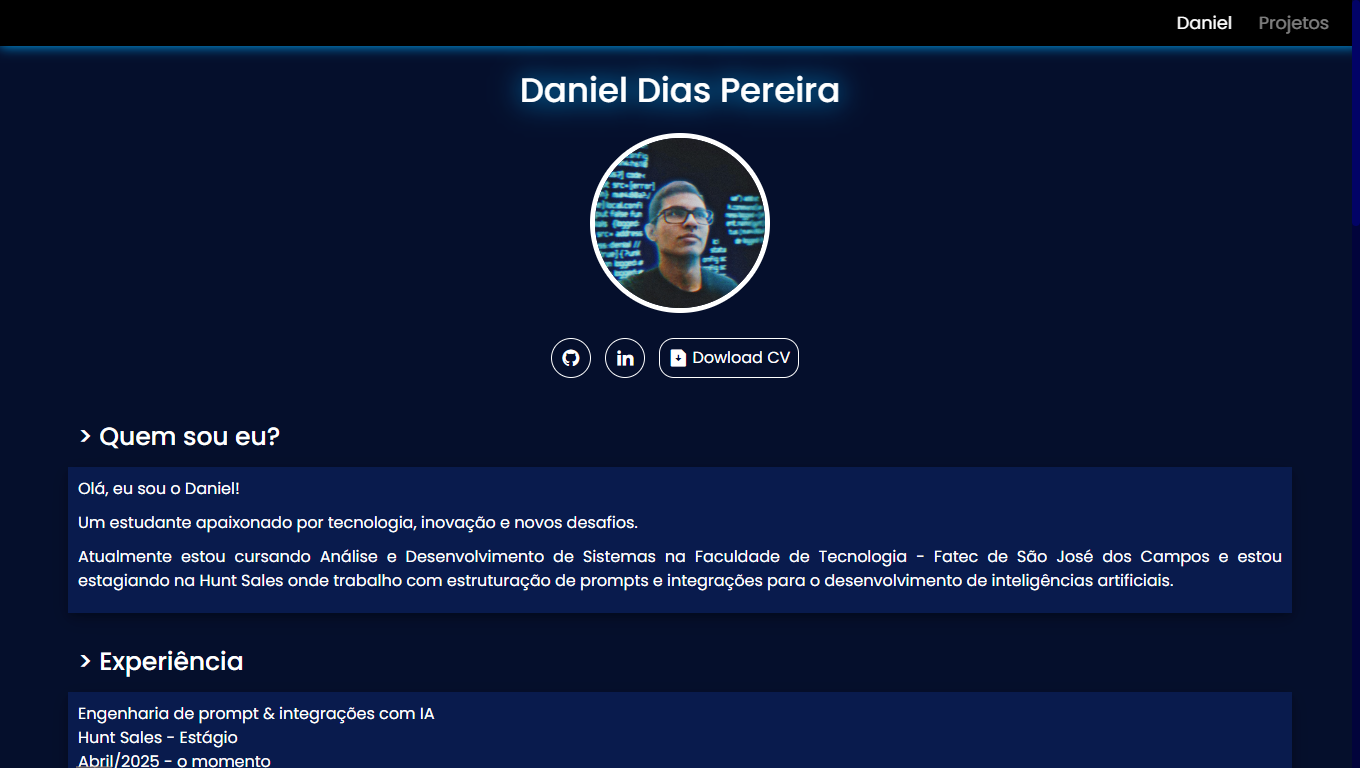 Daniel Projetos
Daniel Dias Pereira
in Dowload CV
> Quem sou eu?
Olá, eu sou o Daniel!
Um estudante apaixonado por tecnologia, inovação e novos desafios.
Atualmente estou cursando Análise e Desenvolvimento de Sistemas na Faculdade de Tecnologia - Fatec de São José dos Campos e estou
estagiando na Hunt Sales onde trabalho com estruturação de prompts e integrações para o desenvolvimento de inteligências artificiais.
> Experiência
Engenharia de prompt & integrações com IA
Hunt Sales - Estágio
Abril/2025 - o momento